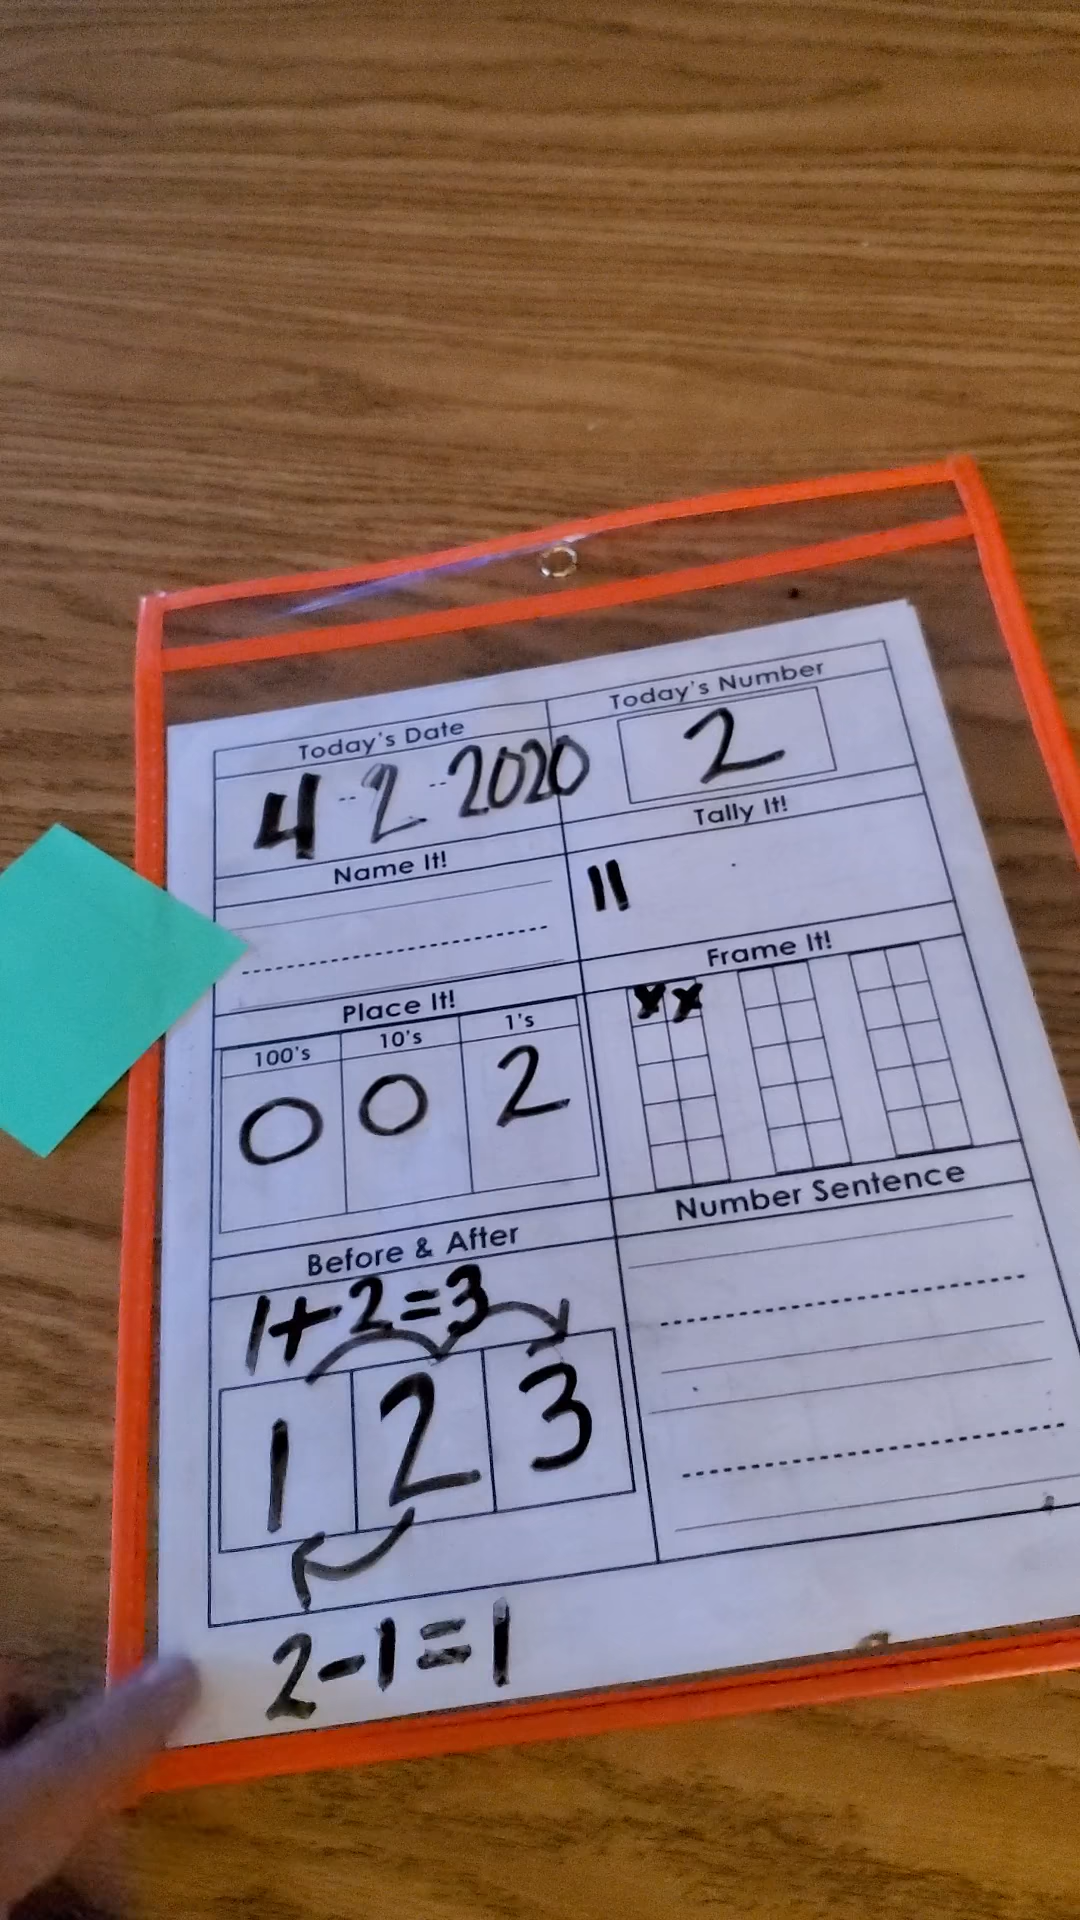 Today's Date
4-2-2020
Today's Number
2
Name It!
Tally It!
||
Place It!
100's 10's 1's
0 0 2
Frame It!
X X
Before & After
1+2=3
1 2 3
2-1=1
Number Sentence